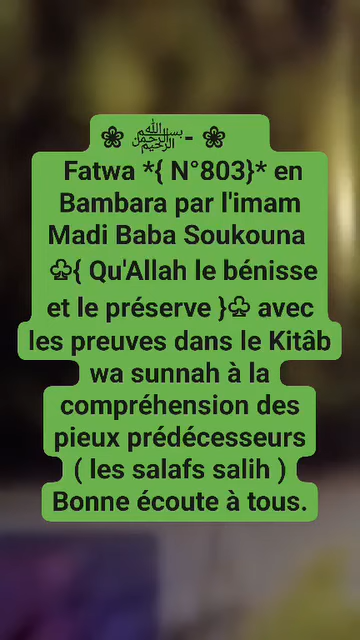 ❀ ﷽- ❀
Fatwa *{ N°803}* en
Bambara par l'imam
Madi Baba Soukouna
♧{ Qu'Allah le bénisse
et le préserve }♧ avec
les preuves dans le Kitâb
wa sunnah à la
compréhension des
pieux prédécesseurs
( les salafs salih )
Bonne écoute à tous.